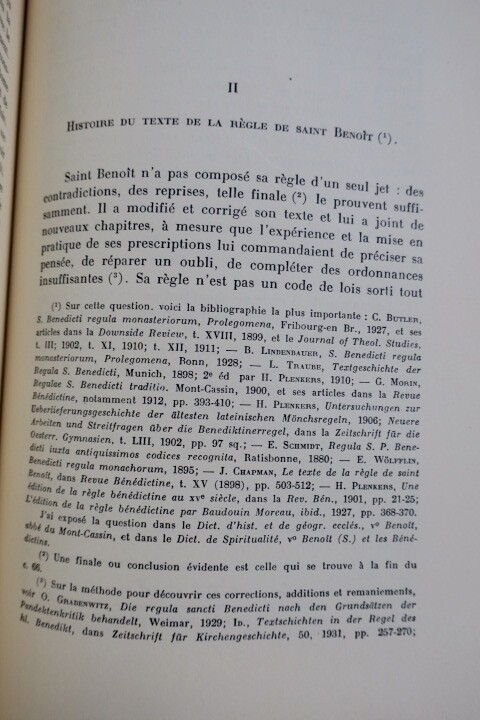 II
HISTOIRE DU TEXTE DE LA RÈGLE DE SAINT BENOÎT (¹).
Saint Benoît n'a pas composé sa règle d'un seul jet : des
contradictions, des reprises, telle finale (²) le prouvent suffi-
samment. Il a modifié et corrigé son texte et lui a joint de
nouveaux chapitres, à mesure que l'expérience et la mise en
pratique de ses prescriptions lui commandaient de préciser sa
pensée, de réparer un oubli, de compléter des ordonnances
insuffisantes (³). Sa règle n'est pas un code de lois sorti tout
(¹) Sur cette question. voici la bibliographie la plus importante : C. BUTLER,
S. Benedicti regula monasteriorum, Prolegomena, Fribourg-en Br., 1927, et ses
articles dans la Downside Review, t. XVIII, 1899, et le Journal of Theol. Studies,
t. III; 1902, t. XI, 1910; t. XII, 1911; — B. LINDENBAUER, S. Benedicti regula
monasteriorum, Prolegomena, Bonn, 1928; — L. TRAUBE, Textgeschichte der
Regula S. Benedicti, Munich, 1898; 2ᵉ éd par H. PLENKERS, 1910; — G. MORIN,
Regulae S. Benedicti traditio. Mont-Cassin, 1900, et ses articles dans la Revue
Bénédictine, notamment 1912, pp. 393-410; — H. PLENKERS, Untersuchungen zur
Ueberlieferungsgeschichte der ältesten lateinischen Mönchsregeln, 1906; Neuere
Arbeiten und Streitfragen über die Benediktinerregel, dans la Zeitschrift für die
Oesterr. Gymnasien, t. LIII, 1902, pp. 97 sq.; — E. SCHMIDT, Regula S. P. Bene-
dicti iuxta antiquissimos codices recognita, Ratisbonne, 1880; — E. WÖLFFLIN,
Benedicti regula monachorum, 1895; — J. CHAPMAN, Le texte de la règle de saint
Benoît, dans Revue Bénédictine, t. XV (1898), pp. 503-512; — H. PLENKERS, Une
édition de la règle bénédictine au XVᵉ siècle, dans la Rev. Bén., 1901, pp. 21-25;
L'édition de la règle bénédictine par Baudouin Moreau, ibid., 1927, pp. 368-370.
J'ai exposé la question dans le Dict. d'hist. et de géogr. ecclés., vº Benoît,
abbé du Mont-Cassin, et dans le Dict. de Spiritualité, vº Benoît (S.) et les Béné-
dictins.
(²) Une finale ou conclusion évidente est celle qui se trouve à la fin du
c. 66.
(³) Sur la méthode pour découvrir ces corrections, additions et remaniements,
voir O. GRADENWITZ, Die regula sancti Benedicti nach den Grundsätzen der
Pandektenkritik behandelt, Weimar, 1929; ID., Textschichten in der Regel des
hl. Benedikt, dans Zeitschrift für Kirchengeschichte, 50, 1931, pp. 257-270;